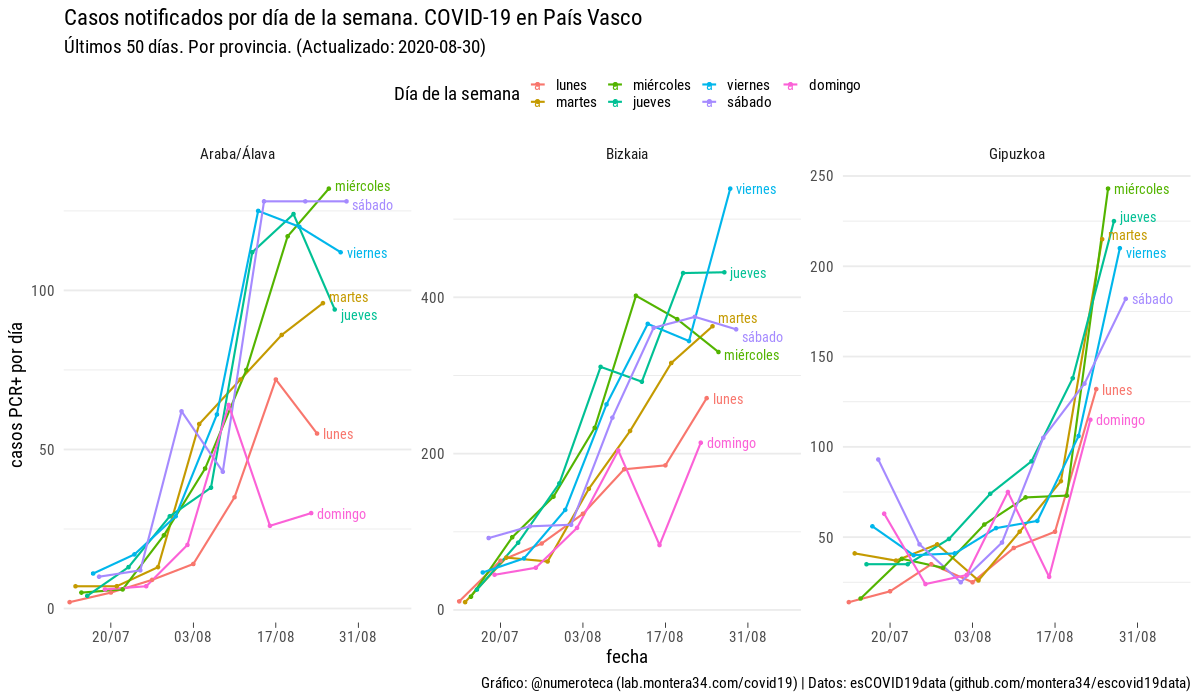 Casos notificados por día de la semana. COVID-19 en País Vasco
Últimos 50 días. Por provincia. (Actualizado: 2020-08-30)
Día de la semana
lunes miércoles viernes domingo
martes jueves sábado
Araba/Álava Bizkaia Gipuzkoa
casos PCR+ por día
100
50
0
miércoles
sábado
viernes
martes
jueves
lunes
domingo
20/07 03/08 17/08 31/08
400
200
0
viernes
jueves
martes
sábado
miércoles
lunes
domingo
20/07 03/08 17/08 31/08
250
200
150
100
50
miércoles
jueves
martes
viernes
sábado
lunes
domingo
20/07 03/08 17/08 31/08
fecha
Gráfico: @numeroteca (lab.montera34.com/covid19) | Datos: esCOVID19data (github.com/montera34/escovid19data)